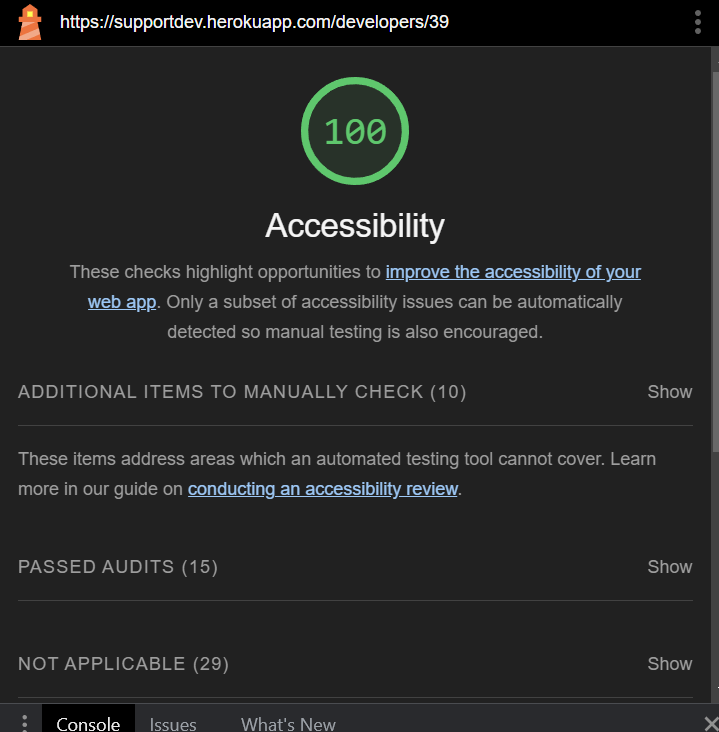 https://supportdev.herokuapp.com/developers/39
100
Accessibility
These checks highlight opportunities to improve the accessibility of your
web app. Only a subset of accessibility issues can be automatically
detected so manual testing is also encouraged.
ADDITIONAL ITEMS TO MANUALLY CHECK (10) Show
These items address areas which an automated testing tool cannot cover. Learn
more in our guide on conducting an accessibility review.
PASSED AUDITS (15) Show
NOT APPLICABLE (29) Show
Console Issues What's New